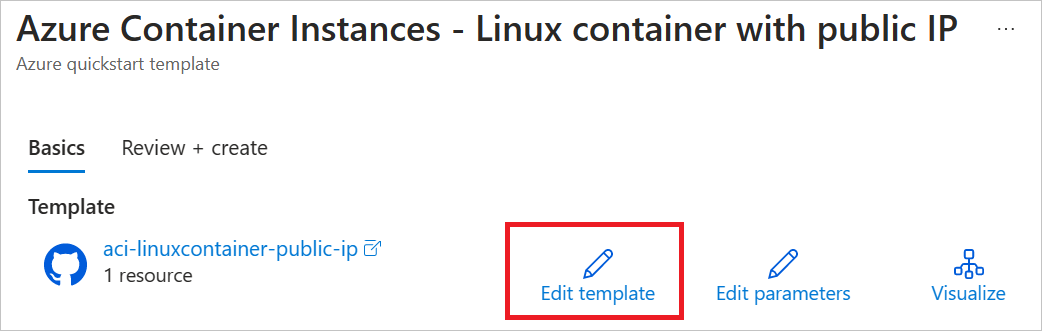 Azure Container Instances - Linux container with public IP ...
Azure quickstart template
Basics Review + create
Template
aci-linuxcontainer-public-ip
1 resource
Edit template Edit parameters Visualize